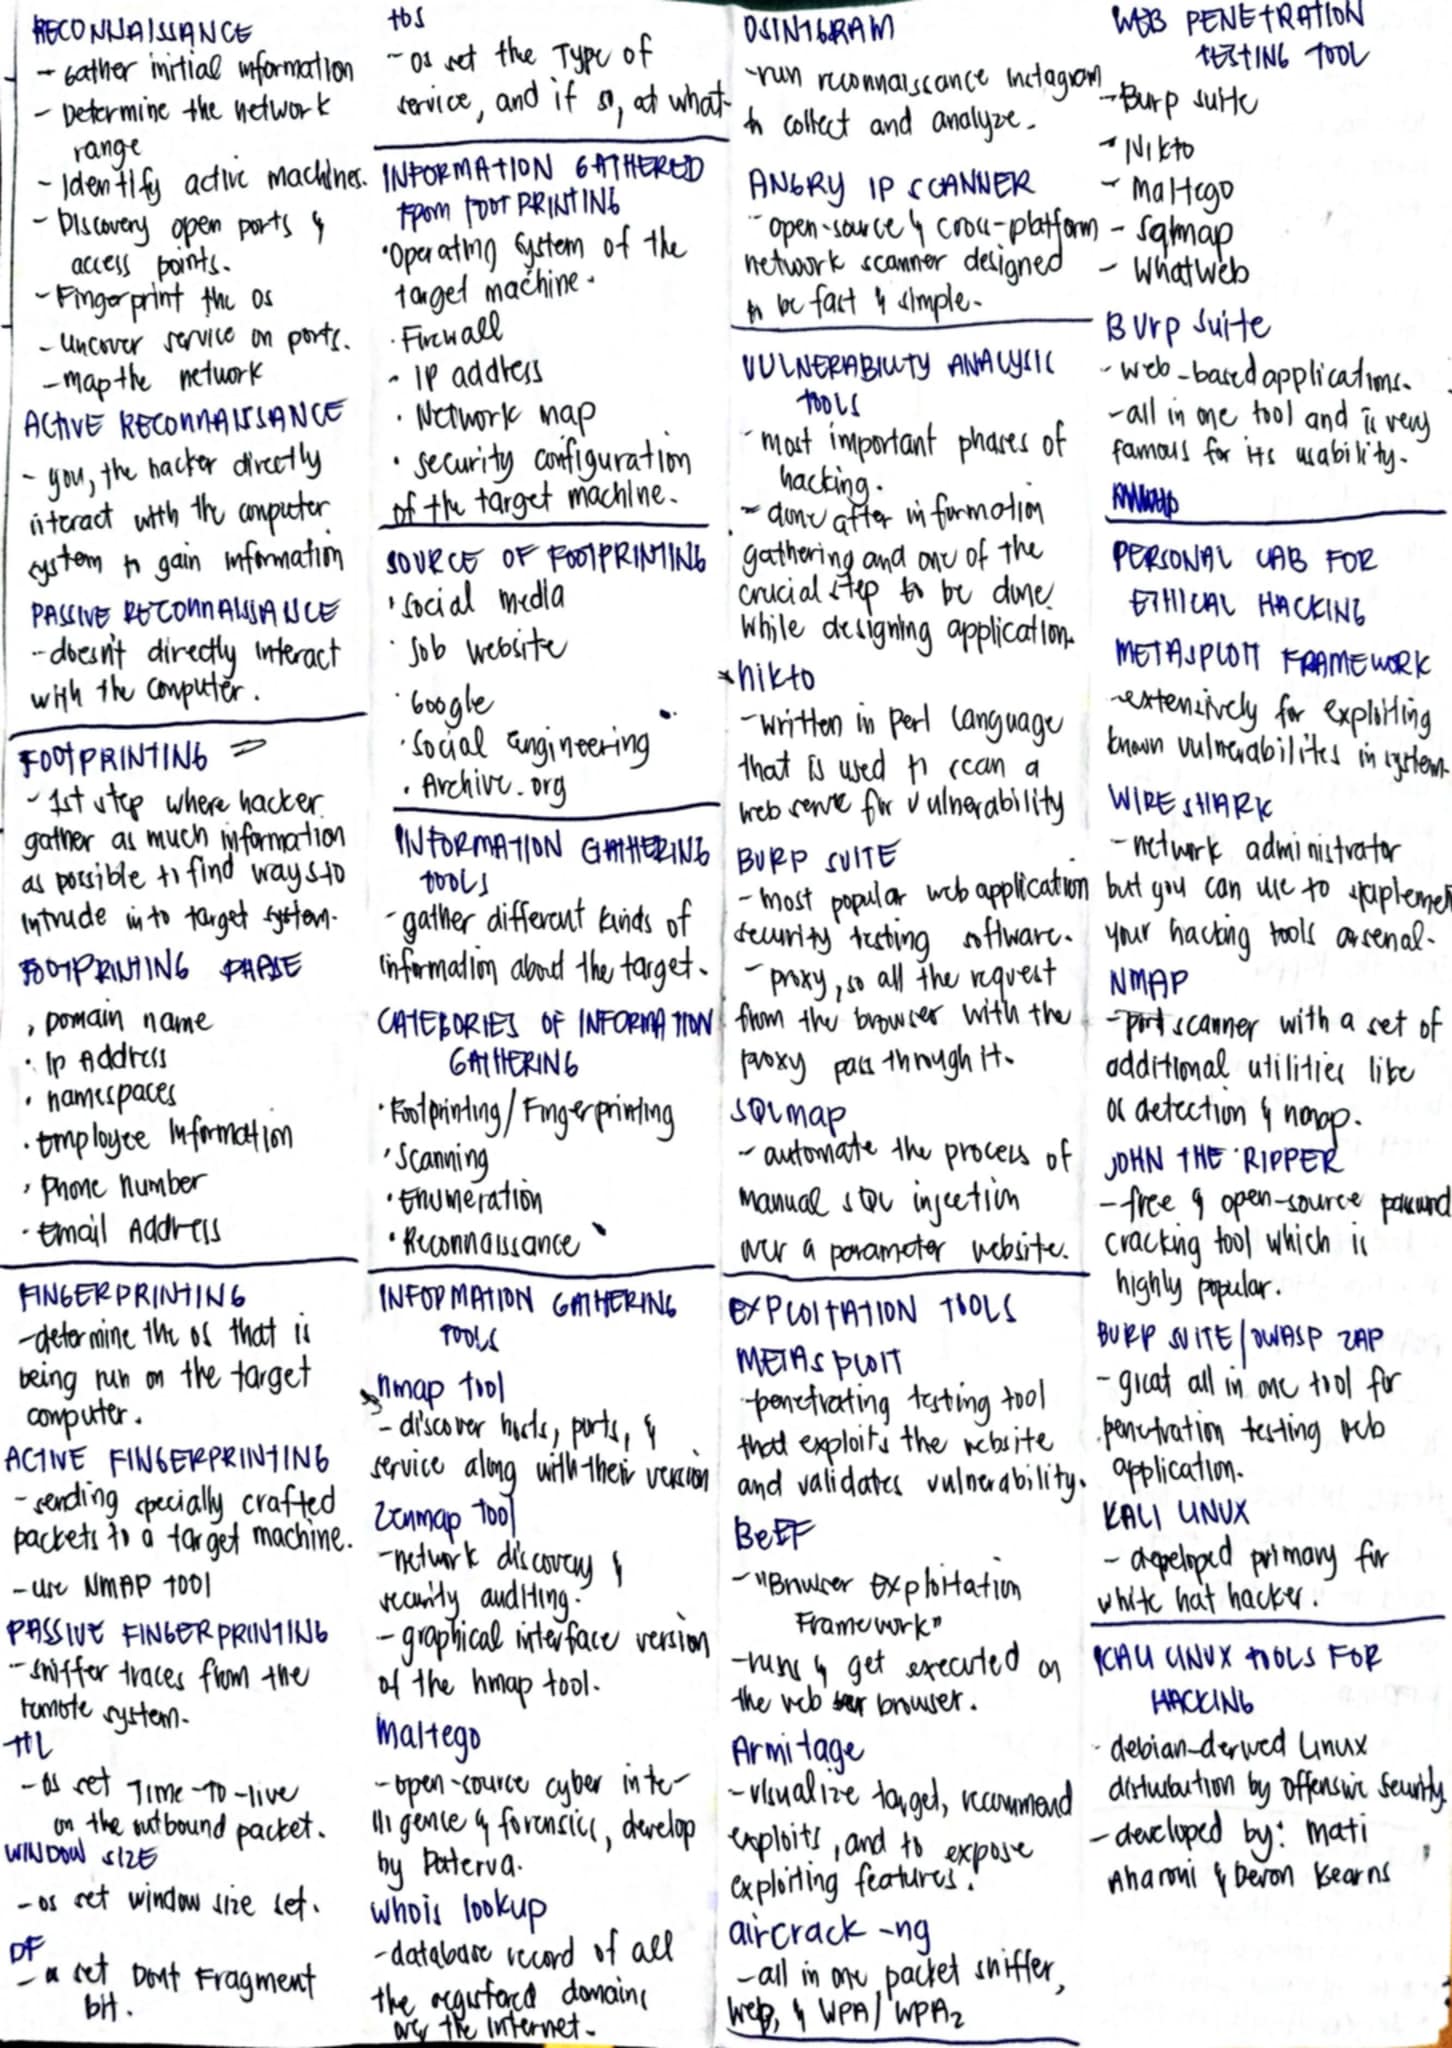 RECONNAISSANCE
- Gather initial information
- Determine the network
range
- Identify active machines.
- Discovery open ports &
access points.
- Fingerprint the OS
- Uncover service on ports.
- map the network
ACTIVE RECONNAISSANCE
- you, the hacker directly
interact with the computer
system to gain information
PASSIVE RECONNAISSANCE
- doesn't directly interact
with the computer.
FOOTPRINTING
- 1st step where hacker
gather as much information
as possible to find ways to
intrude in to target system.
FOOTPRINTING PHASE
· Domain name
· Ip Address
· namespaces
· Employee Information
· Phone Number
· Email Address
FINGERPRINTING
- determine the OS that is
being run on the target
computer.
ACTIVE FINGERPRINTING
- sending specially crafted
packets to a target machine.
- use NMAP TOOl
PASSIVE FINGERPRINTING
- sniffer traces from the
remote system.
TTL
- os set Time-To-live
on the outbound packet.
WINDOW SIZE
- os set window size set.
DF
- os set Dont Fragment
bit.
tos
- Os set the Type of
service, and if so, at what
INFORMATION GATHERED
FROM FOOTPRINTING
· Operating System of the
target machine.
· Firewall
- IP address
· Network map
· security configuration
of the target machine.
SOURCE OF FOOTPRINTING
· Social media
· Job website
· Google
· Social Engineering
· Archive.org
INFORMATION GATHERING
TOOLS
- gather different kinds of
information about the target.
CATEGORIES OF INFORMATION
GATHERING
· Footprinting/Fingerprinting
· Scanning
· Enumeration
· Reconnaissance
INFORMATION GATHERING
TOOLS
nmap tool
- discover hosts, ports, &
service along with their version
Zenmap Tool
- network discovery &
security auditing.
- graphical interface version
of the nmap tool.
Maltego
- open-source cyber inte-
lligence & forensics, develop
by Paterva.
whois lookup
- database record of all
the registered domains
over the internet.
OSINTGRAM
- run reconnaissance instagram
to collect and analyze.
ANGRY IP SCANNER
- open-source & cross-platform
network scanner designed
to be fast & simple.
VULNERABILITY ANALYSIS
TOOLS
- most important phases of
hacking.
- done after information
gathering and one of the
crucial step to be done
while designing application.
*nikto
- written in Perl language
that is used to scan a
web serve for vulnerability
BURP SUITE
- most popular web application
security testing software.
- proxy, so all the request
from the browser with the
proxy pass through it.
SQLmap
- automate the process of
manual SQL injection
over a parameter website.
EXPLOITATION TOOLS
METASPLOIT
- penetrating testing tool
that exploits the website
and validates vulnerability.
BeEF
- "Browser Exploitation
Framework"
- runs & get executed on
the web browser.
Armitage
- visualize target, recommend
exploits, and to expose
exploiting features.
aircrack -ng
- all in one packet sniffer,
wep, & WPA/WPA2
WEB PENETRATION
TESTING TOOL
- Burp suite
- Nikto
- Maltego
- Sqlmap
- WhatWeb
Burp Suite
- web-based applications.
- all in one tool and is very
famous for its usability.
PERSONAL LAB FOR
ETHICAL HACKING
METASPLOIT FRAMEWORK
- extensively for exploiting
known vulnerabilites in system.
WIRESHARK
- network administrator
but you can use to
your hacking tools arsenal.
NMAP
- port scanner with a set of
additional utilities like
OS detection &
JOHN THE RIPPER
- free & open-source password
cracking tool which is
highly popular.
BURP SUITE/OWASP ZAP
- great all in one tool for
penetration testing web
application.
KALI LINUX
- developed primary for
white hat hacker.
KALI LINUX TOOLS FOR
HACKING
- debian-derived Linux
distribution by Offensive Security
- developed by: Mati
Aharoni & Devon Kearns